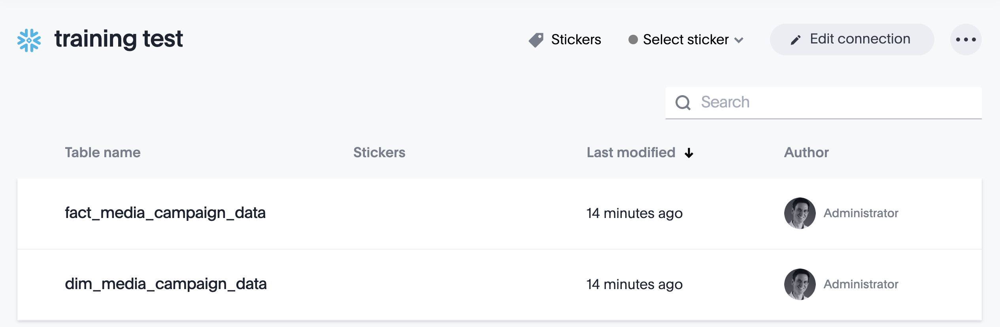 training test
Stickers
Select sticker
Edit connection
Search
Table name Stickers Last modified Author
fact_media_campaign_data 14 minutes ago Administrator
dim_media_campaign_data 14 minutes ago Administrator